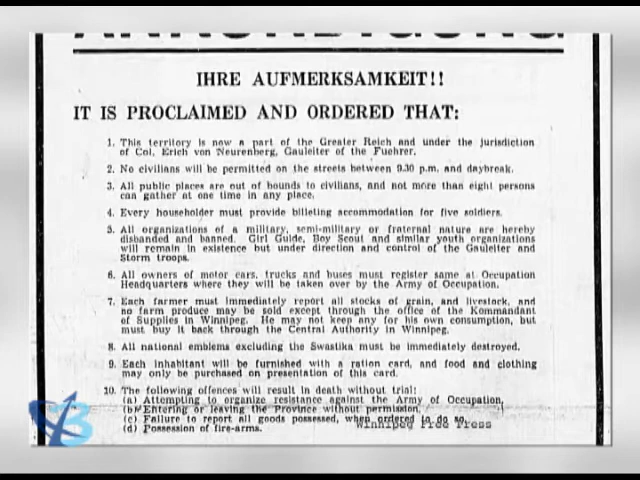 ANKUNDIGUNG
IHRE AUFMERKSAMKEIT!!
IT IS PROCLAIMED AND ORDERED THAT:
1. This territory is now a part of the Greater Reich and under the jurisdiction
of Col. Erich von Neurenberg, Gauleiter of the Fuehrer.
2. No civilians will be permitted on the streets between 9.30 p.m. and daybreak.
3. All public places are out of bounds to civilians, and not more than eight persons
can gather at one time in any place.
4. Every householder must provide billeting accommodation for five soldiers.
5. All organizations of a military, semi-military or fraternal nature are hereby
disbanded and banned. Girl Guide, Boy Scout and similar youth organizations
will remain in existence but under direction and control of the Gauleiter and
Storm troops.
6. All owners of motor cars, trucks and buses must register same at Occupation
Headquarters where they will be taken over by the Army of Occupation.
7. Each farmer must immediately report all stocks of grain, and livestock, and
no farm produce may be sold except through the office of the Kommandant
of Supplies in Winnipeg. He may not keep any for his own consumption, but
must buy it back through the Central Authority in Winnipeg.
8. All national emblems excluding the Swastika must be immediately destroyed.
9. Each inhabitant will be furnished with a ration card, and food and clothing
may only be purchased on presentation of this card.
10. The following offences will result in death without trial:
(a) Attempting to organize resistance against the Army of Occupation,
(b) Entering or leaving the Province without permission.
(c) Failure to report all goods possessed, when ordered to do so.
(d) Possession of fire-arms.
Winnipeg Free Press
B